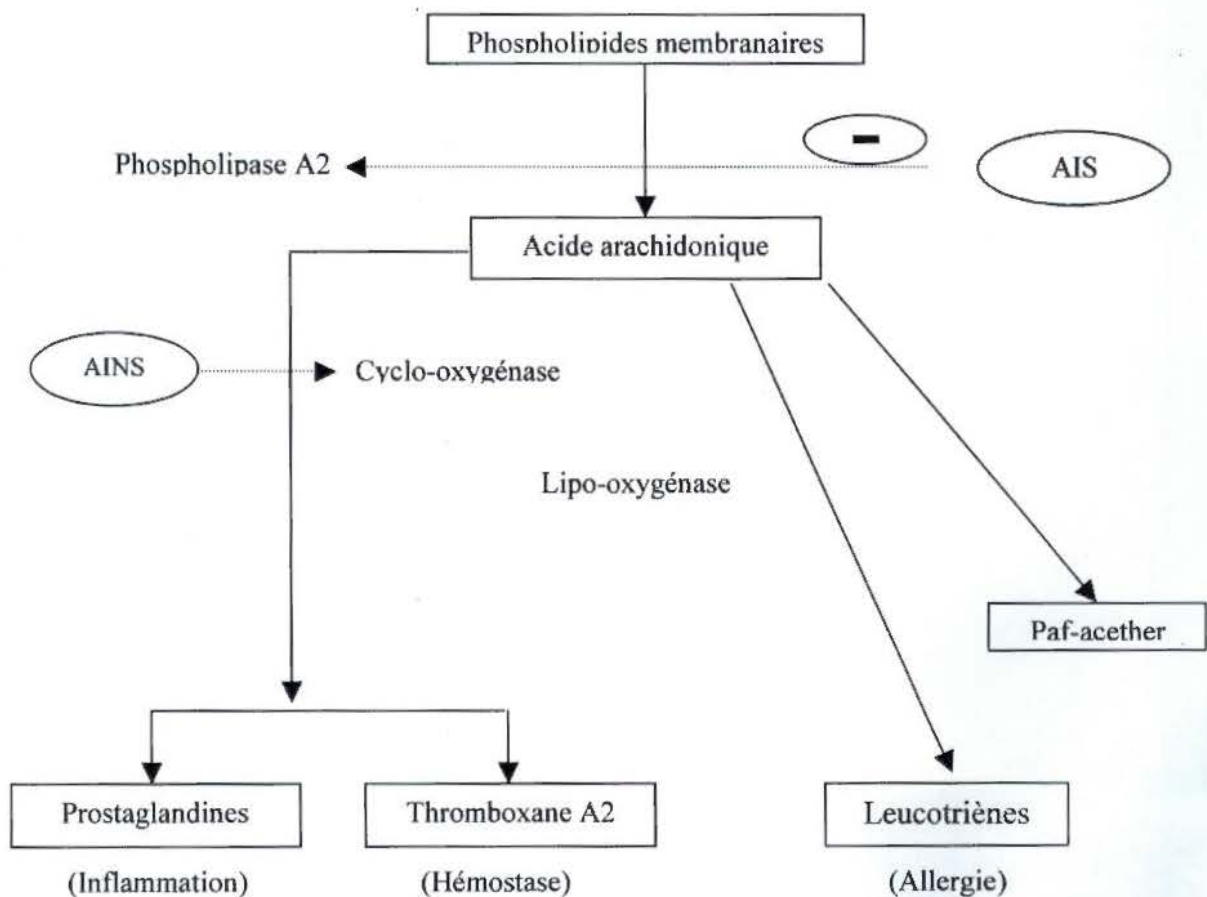 Phospholipides membranaires
Phospholipase A2
AIS
Acide arachidonique
AINS
Cyclo-oxygénase
Lipo-oxygénase
Paf-acether
Prostaglandines
Thromboxane A2
Leucotriènes
(Inflammation)
(Hémostase)
(Allergie)